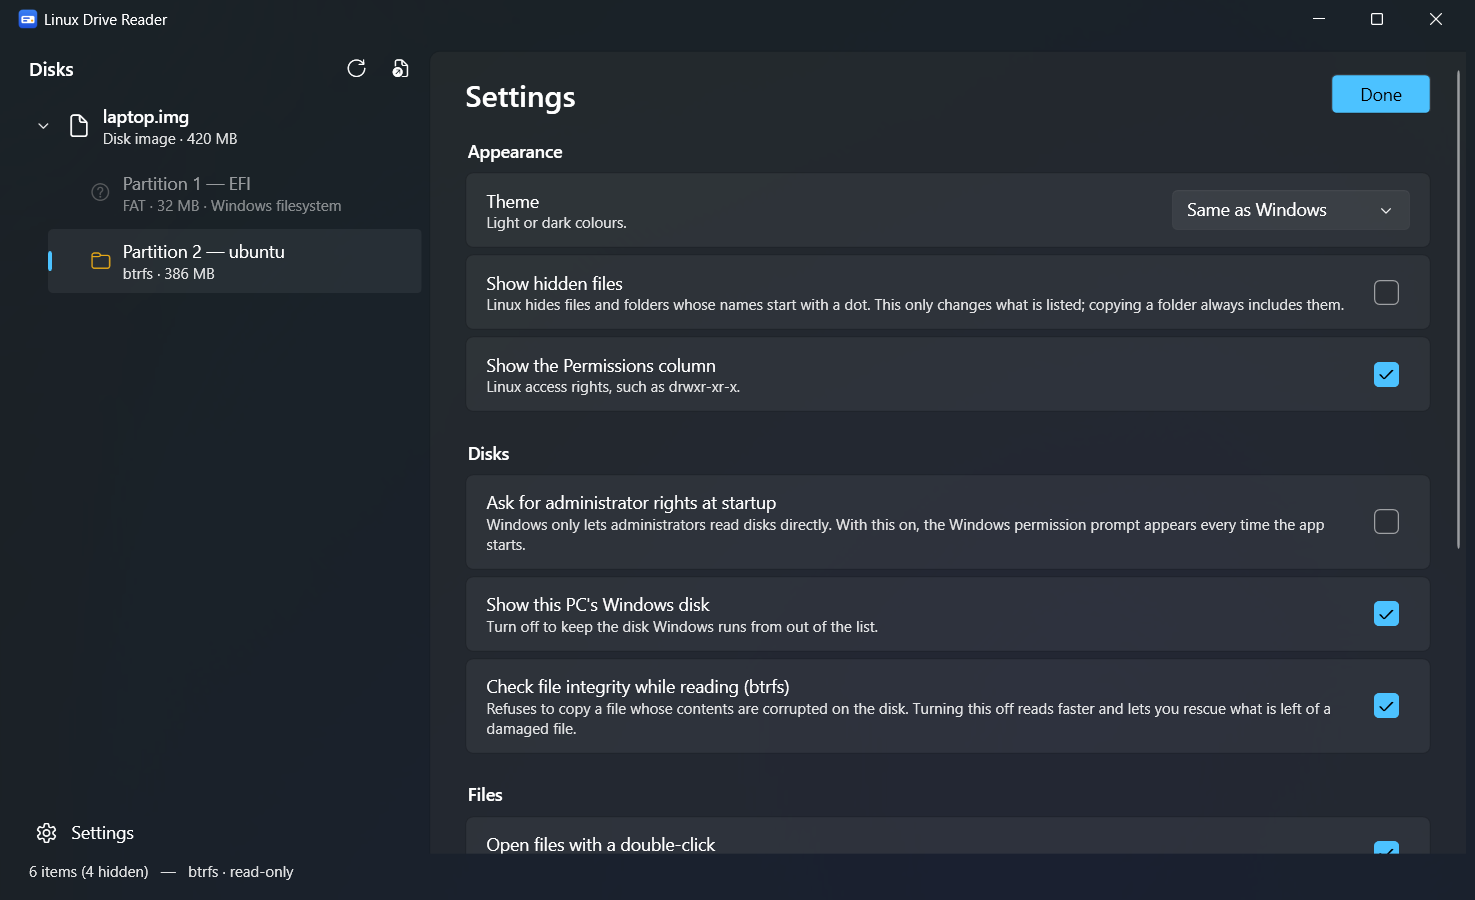 Linux Drive Reader
Disks
laptop.img
Disk image · 420 MB
Partition 1 — EFI
FAT · 32 MB · Windows filesystem
Partition 2 — ubuntu
btrfs · 386 MB
Settings
6 items (4 hidden) — btrfs · read-only
Settings
Done
Appearance
Theme
Light or dark colours.
Same as Windows
Show hidden files
Linux hides files and folders whose names start with a dot. This only changes what is listed; copying a folder always includes them.
Show the Permissions column
Linux access rights, such as drwxr-xr-x.
Disks
Ask for administrator rights at startup
Windows only lets administrators read disks directly. With this on, the Windows permission prompt appears every time the app
starts.
Show this PC's Windows disk
Turn off to keep the disk Windows runs from out of the list.
Check file integrity while reading (btrfs)
Refuses to copy a file whose contents are corrupted on the disk. Turning this off reads faster and lets you rescue what is left of a
damaged file.
Files
Open files with a double-click